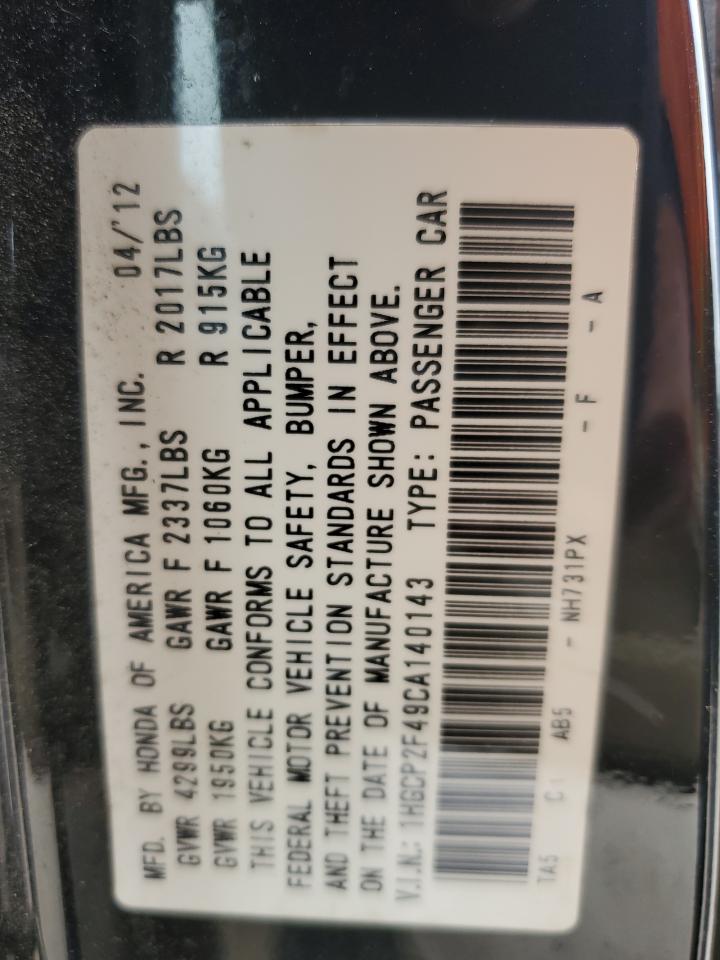 MFD. BY HONDA OF AMERICA MFG., INC. 04/'12
GVWR 4299LBS GAWR F 2337LBS R 2017LBS
GVWR 1950KG GAWR F 1060KG R 915KG
THIS VEHICLE CONFORMS TO ALL APPLICABLE
FEDERAL MOTOR VEHICLE SAFETY, BUMPER,
AND THEFT PREVENTION STANDARDS IN EFFECT
ON THE DATE OF MANUFACTURE SHOWN ABOVE.
V.I.N.: 1HGCP2F49CA140143 TYPE: PASSENGER CAR
TA5 C1 AB5 - NH731PX - F - A